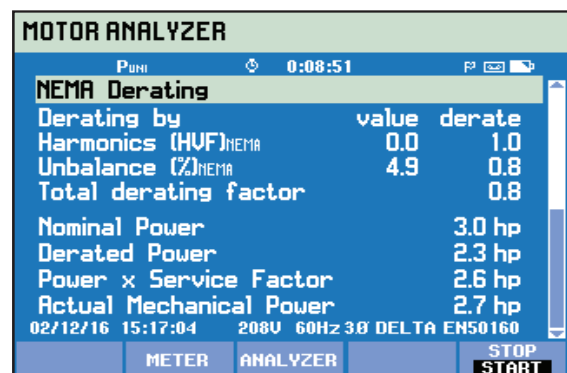 MOTOR ANALYZER
PUNI 0:08:51
NEMA Derating
Derating by value derate
Harmonics (HVF)NEMA 0.0 1.0
Unbalance (%)NEMA 4.9 0.8
Total derating factor 0.8
Nominal Power 3.0 hp
Derated Power 2.3 hp
Power x Service Factor 2.6 hp
Actual Mechanical Power 2.7 hp
02/12/16 15:17:04 208V 60Hz 3Ø DELTA EN50160
METER ANALYZER STOP
START